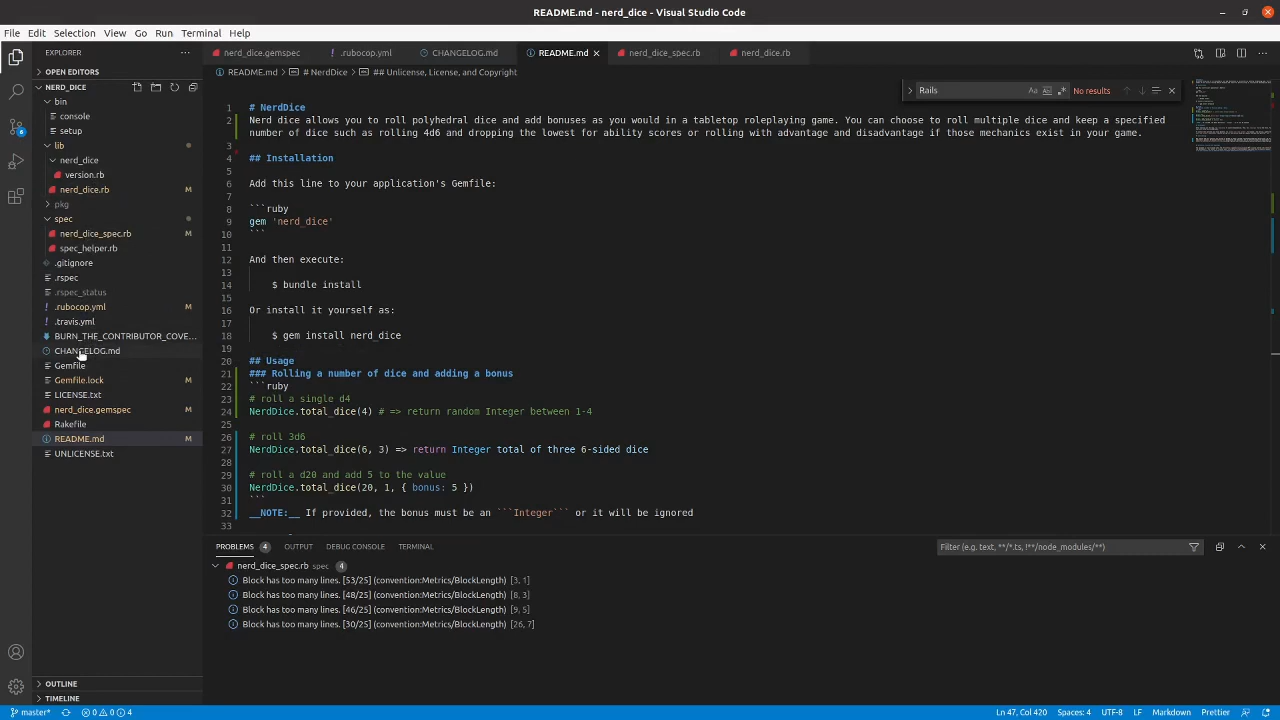 README.md - nerd_dice - Visual Studio Code
File Edit Selection View Go Run Terminal Help
EXPLORER
OPEN EDITORS
NERD_DICE
bin
console
setup
lib
nerd_dice
version.rb
nerd_dice.rb M
pkg
spec
nerd_dice_spec.rb M
spec_helper.rb
.gitignore
.rspec
.rspec_status
.rubocop.yml M
.travis.yml
BURN_THE_CONTRIBUTOR_COVE...
CHANGELOG.md
Gemfile
Gemfile.lock M
LICENSE.txt
nerd_dice.gemspec M
Rakefile
README.md M
UNLICENSE.txt
OUTLINE
TIMELINE
6
nerd_dice.gemspec .rubocop.yml CHANGELOG.md README.md nerd_dice_spec.rb nerd_dice.rb
README.md > # NerdDice > ## Unlicense, License, and Copyright
Rails No results
1 # NerdDice
2 Nerd dice allows you to roll polyhedral dice and add bonuses as you would in a tabletop roleplaying game. You can choose to roll multiple dice and keep a specified
number of dice such as rolling 4d6 and dropping the lowest for ability scores or rolling with advantage and disadvantage if those mechanics exist in your game.
3
4 ## Installation
5
6 Add this line to your application's Gemfile:
7
8 ```ruby
9 gem 'nerd_dice'
10 ```
11
12 And then execute:
13
14 $ bundle install
15
16 Or install it yourself as:
17
18 $ gem install nerd_dice
19
20 ## Usage
21 ### Rolling a number of dice and adding a bonus
22 ```ruby
23 # roll a single d4
24 NerdDice.total_dice(4) # => return random Integer between 1-4
25
26 # roll 3d6
27 NerdDice.total_dice(6, 3) => return Integer total of three 6-sided dice
28
29 # roll a d20 and add 5 to the value
30 NerdDice.total_dice(20, 1, { bonus: 5 })
31 ```
32 __NOTE:__ If provided, the bonus must be an ```Integer``` or it will be ignored
33
PROBLEMS 4 OUTPUT DEBUG CONSOLE TERMINAL
Filter (e.g. text, **/*.ts, !**/node_modules/**)
nerd_dice_spec.rb spec 4
Block has too many lines. [53/25] (convention:Metrics/BlockLength) [3, 1]
Block has too many lines. [48/25] (convention:Metrics/BlockLength) [8, 3]
Block has too many lines. [46/25] (convention:Metrics/BlockLength) [9, 5]
Block has too many lines. [30/25] (convention:Metrics/BlockLength) [26, 7]
master* 0 0 4 Ln 47, Col 420 Spaces: 4 UTF-8 LF Markdown Prettier